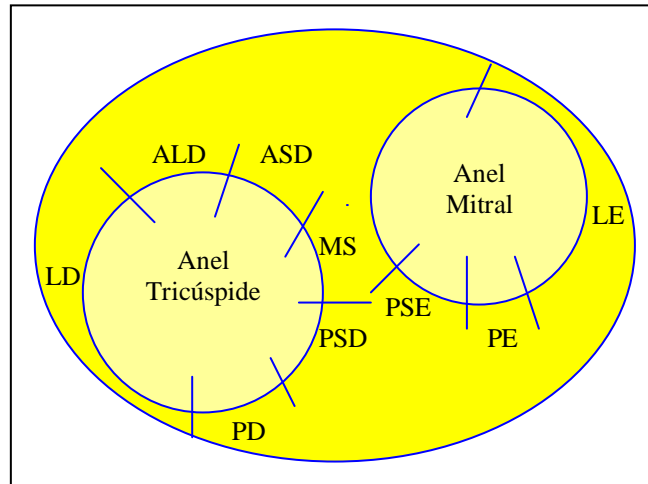 ALD ASD
Anel
Mitral
LE
MS
Anel
Tricúspide
LD
PSE
PSD
PE
PD